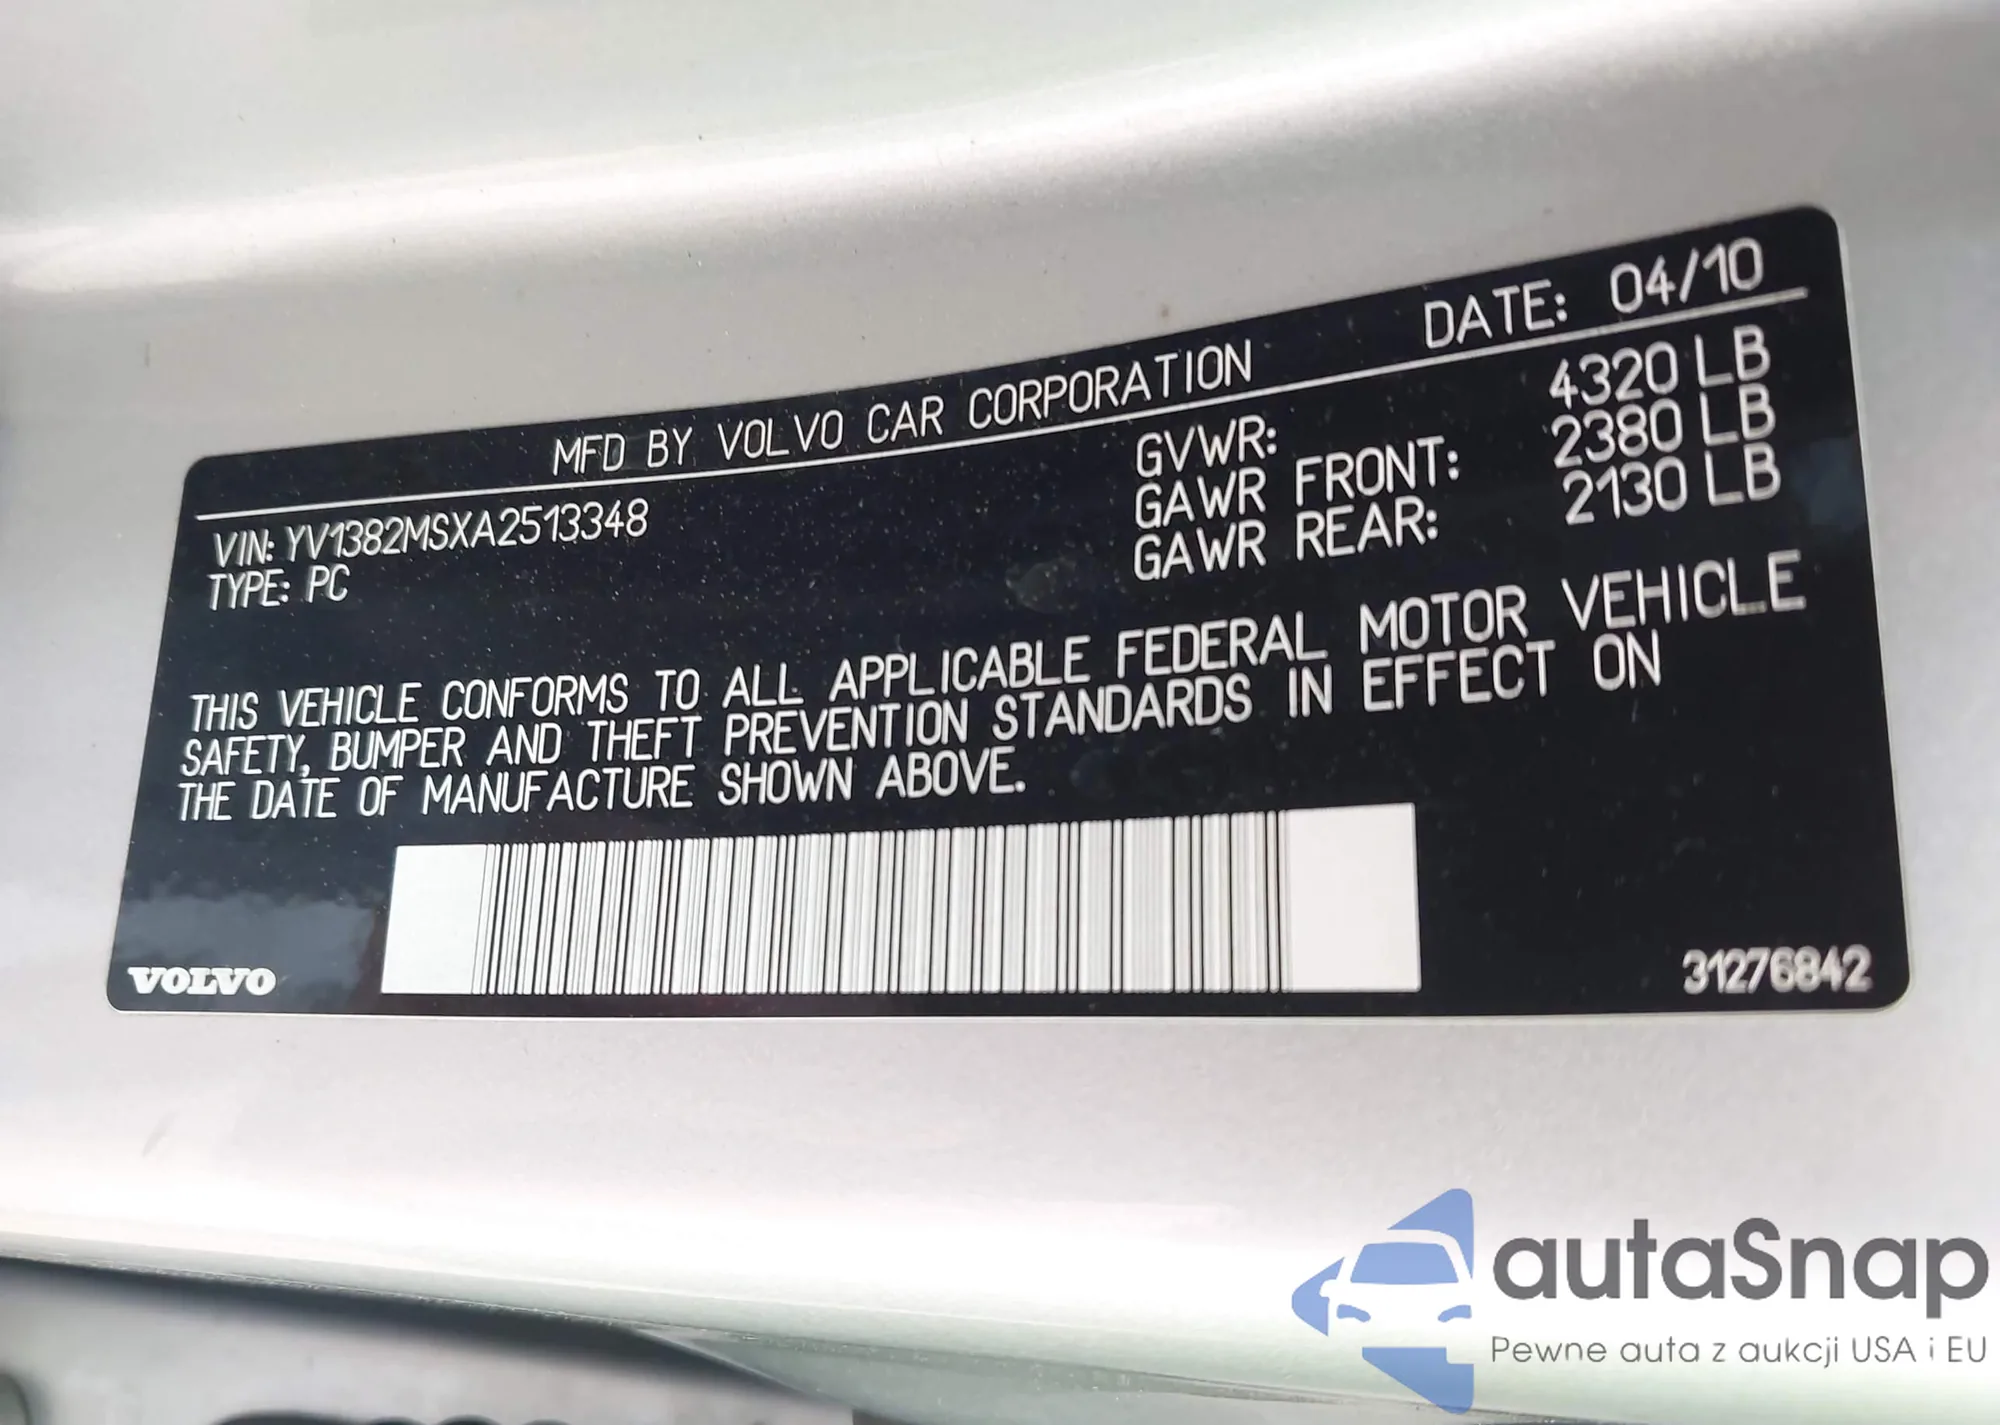 MFD BY VOLVO CAR CORPORATION DATE: 04/10
VIN: YV1382MSXA2513348
TYPE: PC
GVWR: 4320 LB
GAWR FRONT: 2380 LB
GAWR REAR: 2130 LB
THIS VEHICLE CONFORMS TO ALL APPLICABLE FEDERAL MOTOR VEHICLE
SAFETY, BUMPER AND THEFT PREVENTION STANDARDS IN EFFECT ON
THE DATE OF MANUFACTURE SHOWN ABOVE.
VOLVO
31276842
autaSnap
Pewne auta z aukcji USA i EU